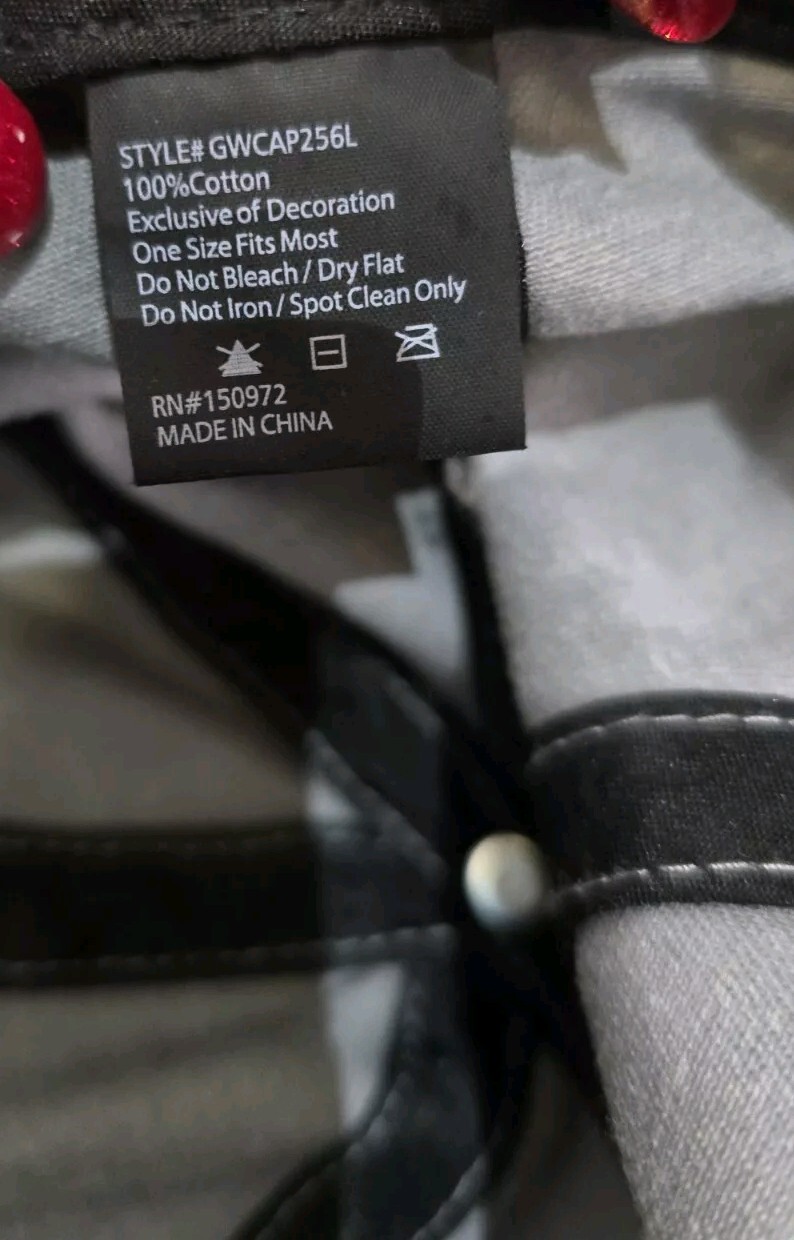 STYLE# GWCAP256L
100%Cotton
Exclusive of Decoration
One Size Fits Most
Do Not Bleach / Dry Flat
Do Not Iron / Spot Clean Only
RN#150972
MADE IN CHINA